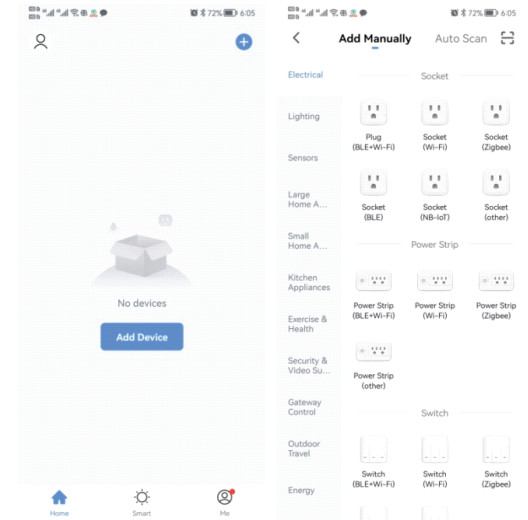 72% 6:05
No devices
Add Device
Home
Smart
Me
72% 6:05
Add Manually
Auto Scan
Electrical
Lighting
Sensors
Large
Home A...
Small
Home A...
Kitchen
Appliances
Exercise &
Health
Security &
Video Su...
Gateway
Control
Outdoor
Travel
Energy
Socket
Plug
(BLE+Wi-Fi)
Socket
(Wi-Fi)
Socket
(Zigbee)
Socket
(BLE)
Socket
(NB-IoT)
Socket
(other)
Power Strip
Power Strip
(BLE+Wi-Fi)
Power Strip
(Wi-Fi)
Power Strip
(Zigbee)
Power Strip
(other)
Switch
Switch
(BLE+Wi-Fi)
Switch
(Wi-Fi)
Switch
(Zigbee)